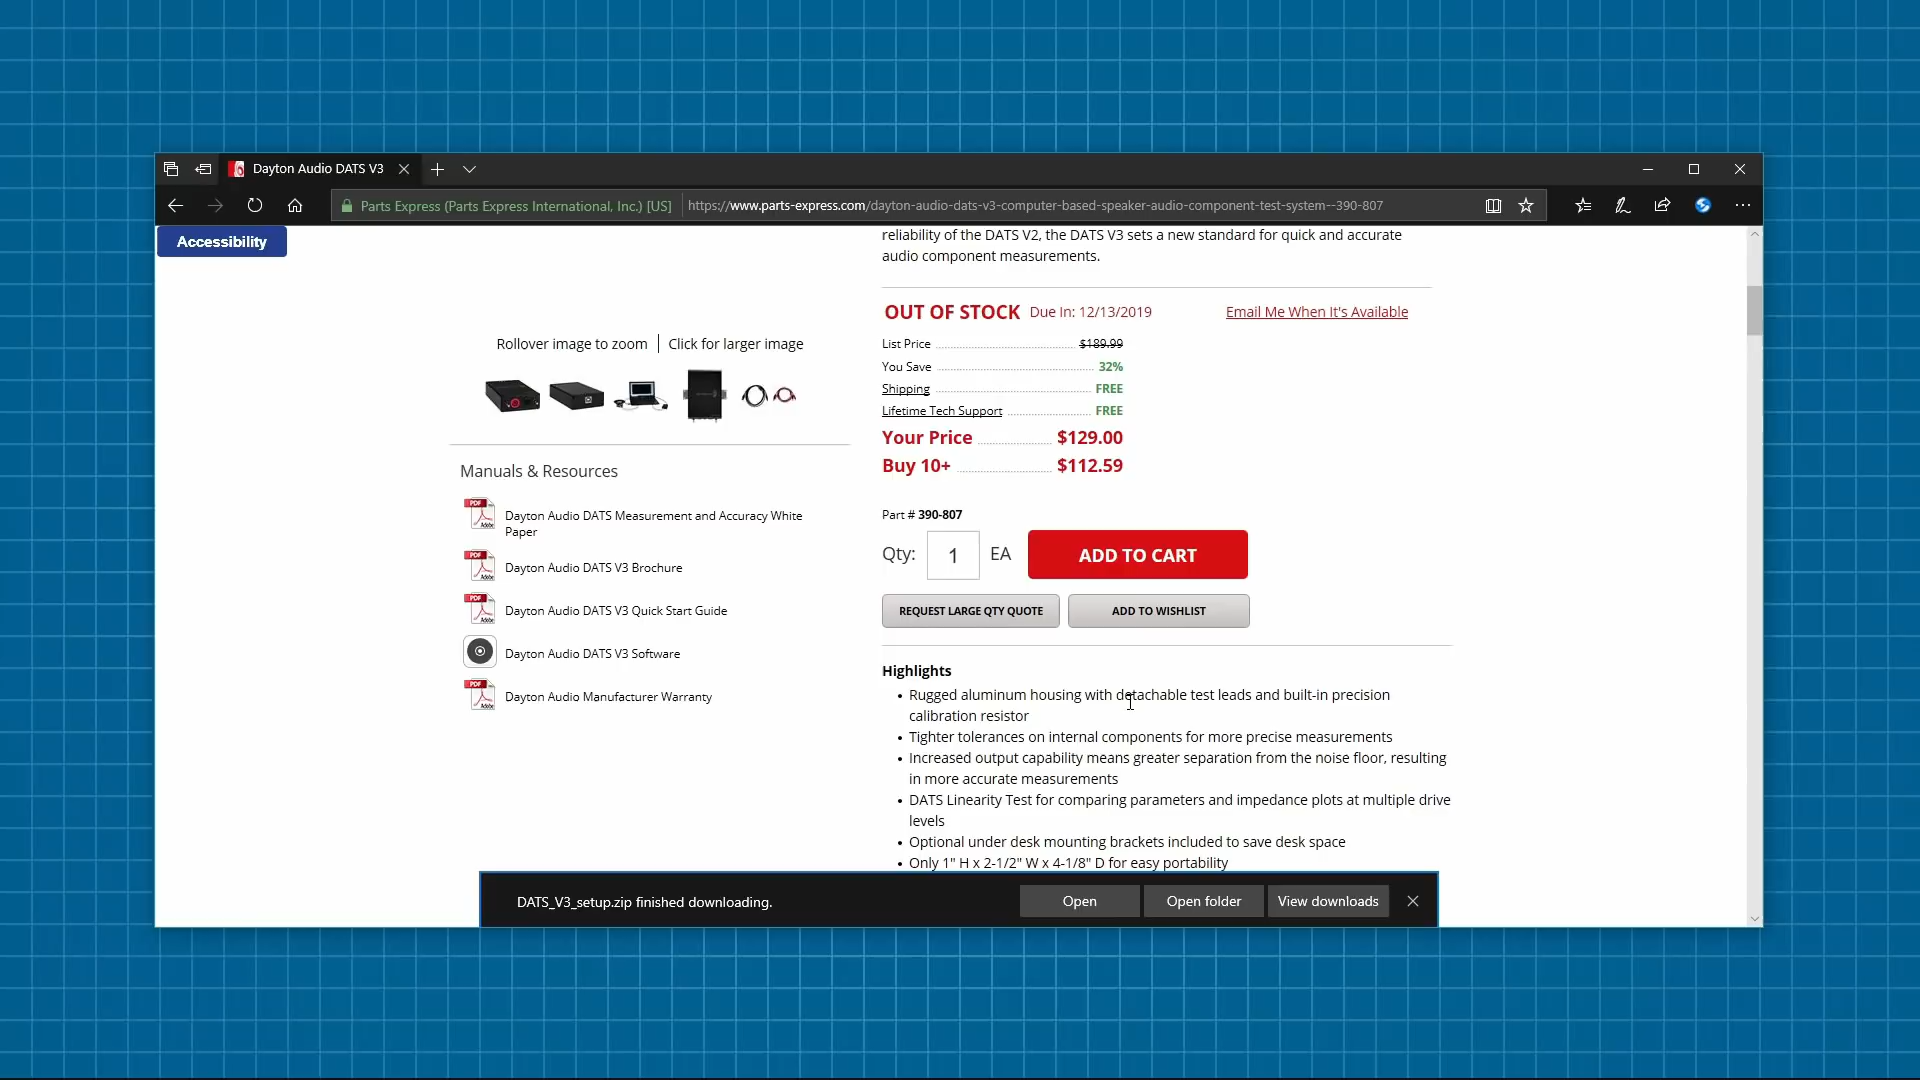 Dayton Audio DATS V3
Parts Express (Parts Express International, Inc.) [US]
https://www.parts-express.com/dayton-audio-dats-v3-computer-based-speaker-audio-component-test-system--390-807
Accessibility
reliability of the DATS V2, the DATS V3 sets a new standard for quick and accurate
audio component measurements.
OUT OF STOCK Due In: 12/13/2019 Email Me When It's Available
Rollover image to zoom | Click for larger image
List Price $189.99
You Save 32%
Shipping FREE
Lifetime Tech Support FREE
Your Price $129.00
Buy 10+ $112.59
Manuals & Resources
Dayton Audio DATS Measurement and Accuracy White
Paper
Dayton Audio DATS V3 Brochure
Dayton Audio DATS V3 Quick Start Guide
Dayton Audio DATS V3 Software
Dayton Audio Manufacturer Warranty
Part # 390-807
Qty: 1 EA ADD TO CART
REQUEST LARGE QTY QUOTE ADD TO WISHLIST
Highlights
• Rugged aluminum housing with detachable test leads and built-in precision
calibration resistor
• Tighter tolerances on internal components for more precise measurements
• Increased output capability means greater separation from the noise floor, resulting
in more accurate measurements
• DATS Linearity Test for comparing parameters and impedance plots at multiple drive
levels
• Optional under desk mounting brackets included to save desk space
• Only 1" H x 2-1/2" W x 4-1/8" D for easy portability
DATS_V3_setup.zip finished downloading. Open Open folder View downloads